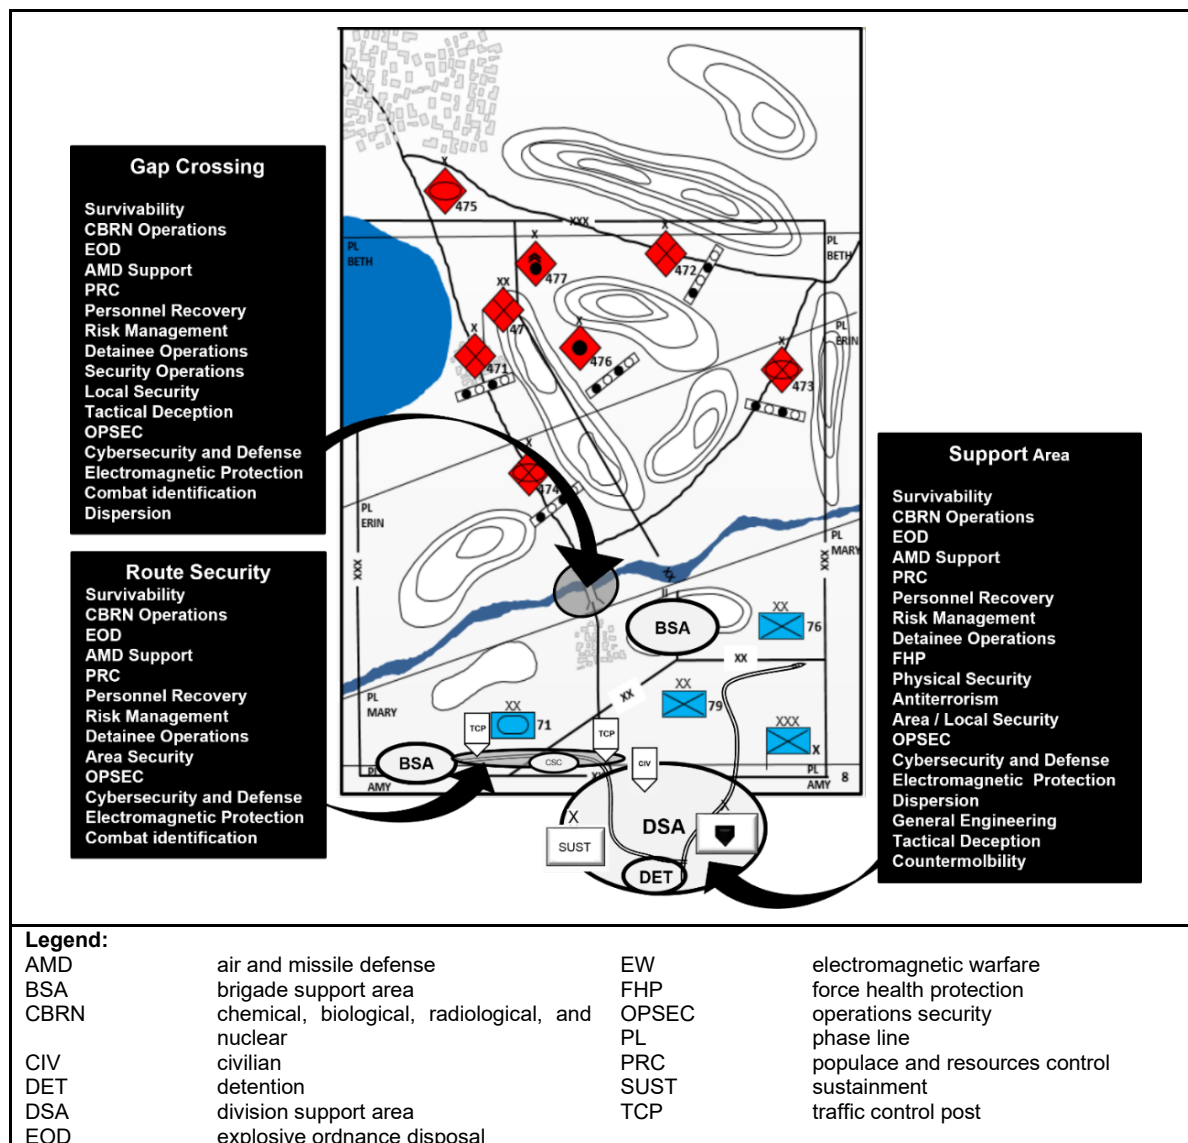 Gap Crossing
Survivability
CBRN Operations
EOD
AMD Support
PRC
Personnel Recovery
Risk Management
Detainee Operations
Security Operations
Local Security
Tactical Deception
OPSEC
Cybersecurity and Defense
Electromagnetic Protection
Combat identification
Dispersion
Route Security
Survivability
CBRN Operations
EOD
AMD Support
PRC
Personnel Recovery
Risk Management
Detainee Operations
Area Security
OPSEC
Cybersecurity and Defense
Electromagnetic Protection
Combat identification
X
475
XXX
PL
BETH
X
477
X
472
PL
BETH
XX
47
X
471
X
476
PL
ERIN
X
473
X
474
PL
ERIN
XXX
XXX
PL
MARY
BSA
XX
76
XX
XX
PL
MARY
XX
79
XX
71
TCP
TCP
XXX
X
BSA
CSC
CIV
PL
AMY
PL
AMY
8
X
SUST
DSA
X
DET
Support Area
Survivability
CBRN Operations
EOD
AMD Support
PRC
Personnel Recovery
Risk Management
Detainee Operations
FHP
Physical Security
Antiterrorism
Area / Local Security
OPSEC
Cybersecurity and Defense
Electromagnetic Protection
Dispersion
General Engineering
Tactical Deception
Countermolbility
Legend:
AMD air and missile defense
BSA brigade support area
CBRN chemical, biological, radiological, and
nuclear
CIV civilian
DET detention
DSA division support area
EOD explosive ordnance disposal
EW electromagnetic warfare
FHP force health protection
OPSEC operations security
PL phase line
PRC populace and resources control
SUST sustainment
TCP traffic control post